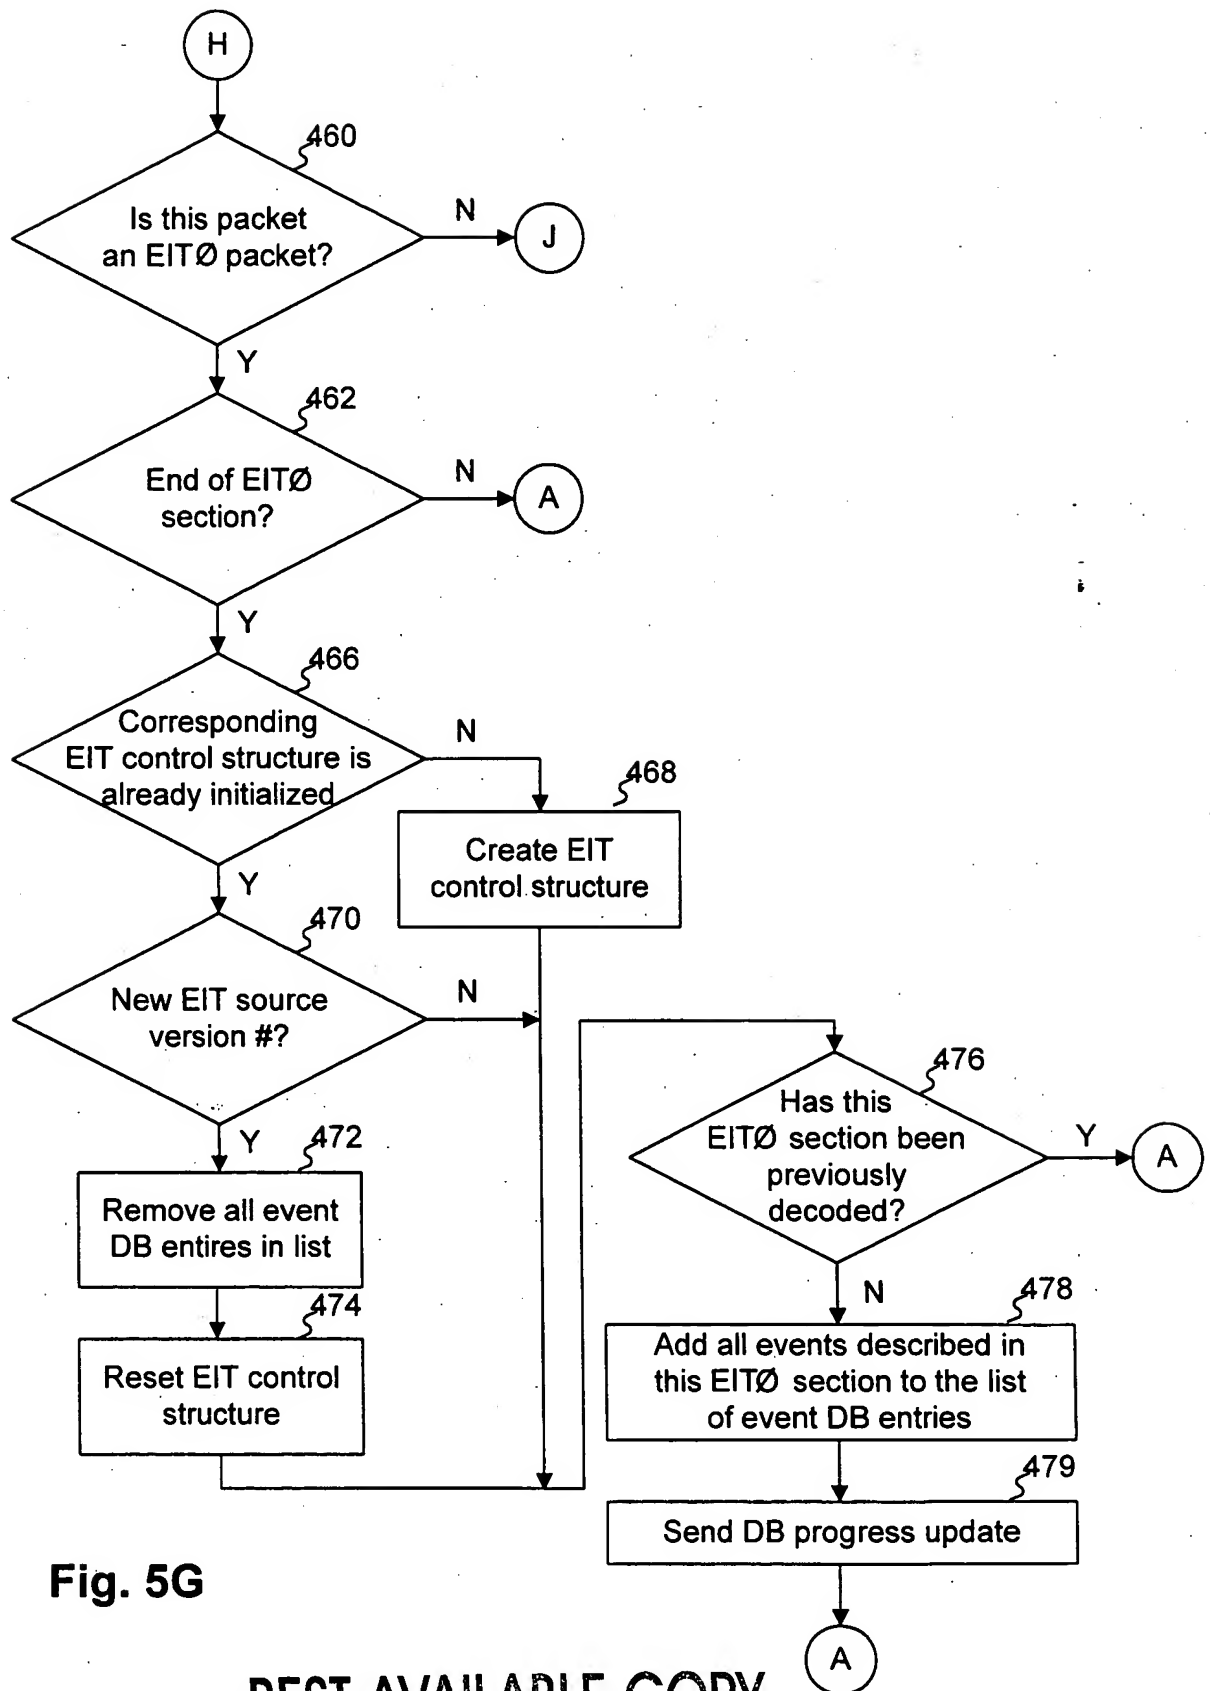 H
460
Is this packet
an EITØ packet?
N
J
Y
462
End of EITØ
section?
N
A
Y
466
Corresponding
EIT control structure is
already initialized
N
468
Create EIT
control structure
Y
470
New EIT source
version #?
N
Y
472
Remove all event
DB entires in list
474
Reset EIT control
structure
476
Has this
EITØ section been
previously
decoded?
Y
A
N
478
Add all events described in
this EITØ section to the list
of event DB entries
479
Send DB progress update
A
Fig. 5G
BEST AVAILABLE COPY